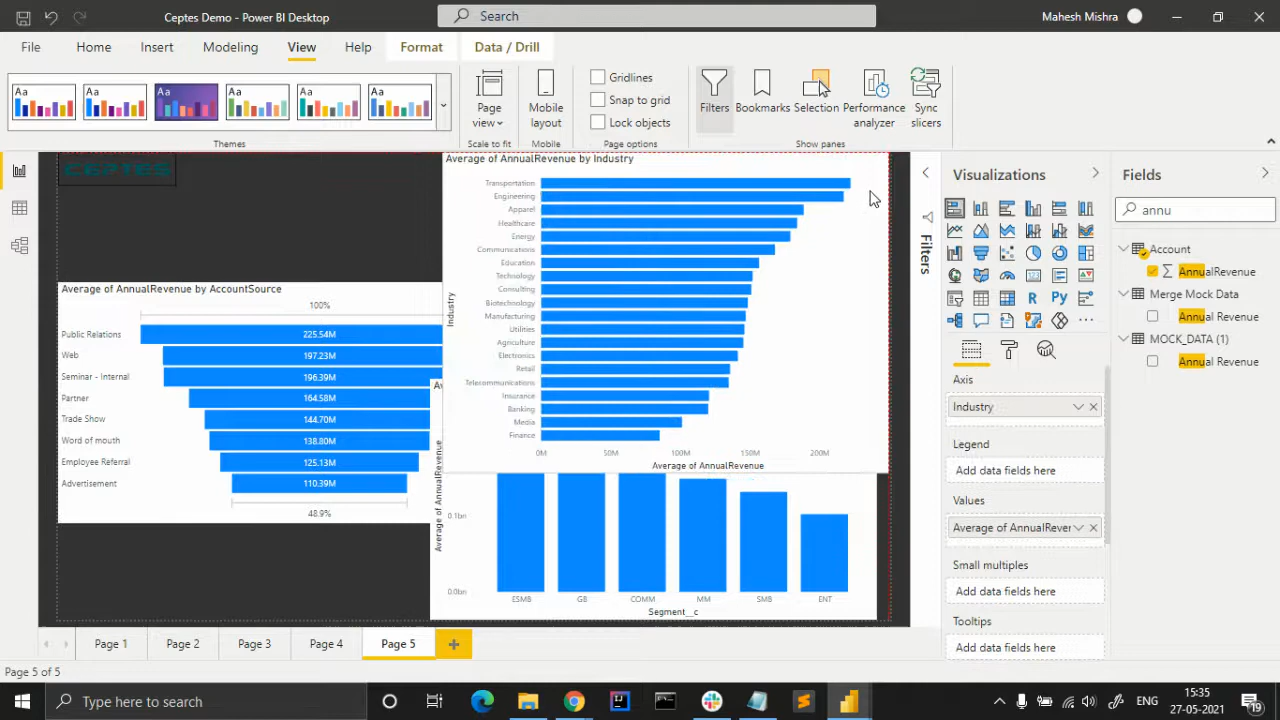 Ceptes Demo - Power BI Desktop
Search
Mahesh Mishra
File
Home
Insert
Modeling
View
Help
Format
Data / Drill
Aa
Aa
Aa
Aa
Aa
Aa
Themes
Page view
Scale to fit
Mobile layout
Mobile
Gridlines
Snap to grid
Lock objects
Page options
Filters
Bookmarks
Selection
Performance analyzer
Sync slicers
Show panes
CEPTES
Average of AnnualRevenue by AccountSource
100%
Public Relations 225.54M
Web 197.23M
Seminar - Internal 196.39M
Partner 164.58M
Trade Show 144.70M
Word of mouth 138.80M
Employee Referral 125.13M
Advertisement 110.39M
48.9%
Average of AnnualRevenue by Industry
Industry
Transportation
Engineering
Apparel
Healthcare
Energy
Communications
Education
Technology
Consulting
Biotechnology
Manufacturing
Utilities
Agriculture
Electronics
Retail
Telecommunications
Insurance
Banking
Media
Finance
0M 50M 100M 150M 200M
Average of AnnualRevenue
Average of AnnualRevenue
0.1bn
0.0bn
ESMB GB COMM MM SMB ENT
Segment__c
Filters
Visualizations
R Py
Axis
Industry
Legend
Add data fields here
Values
Average of AnnualRever
Small multiples
Add data fields here
Tooltips
Add data fields here
Fields
annu
Account
AnnualRevenue
Merge Mock Data
Annual Revenue
MOCK_DATA (1)
Annual Revenue
Page 1
Page 2
Page 3
Page 4
Page 5
Page 5 of 5
Type here to search
ENG
15:35
27-05-2021
19